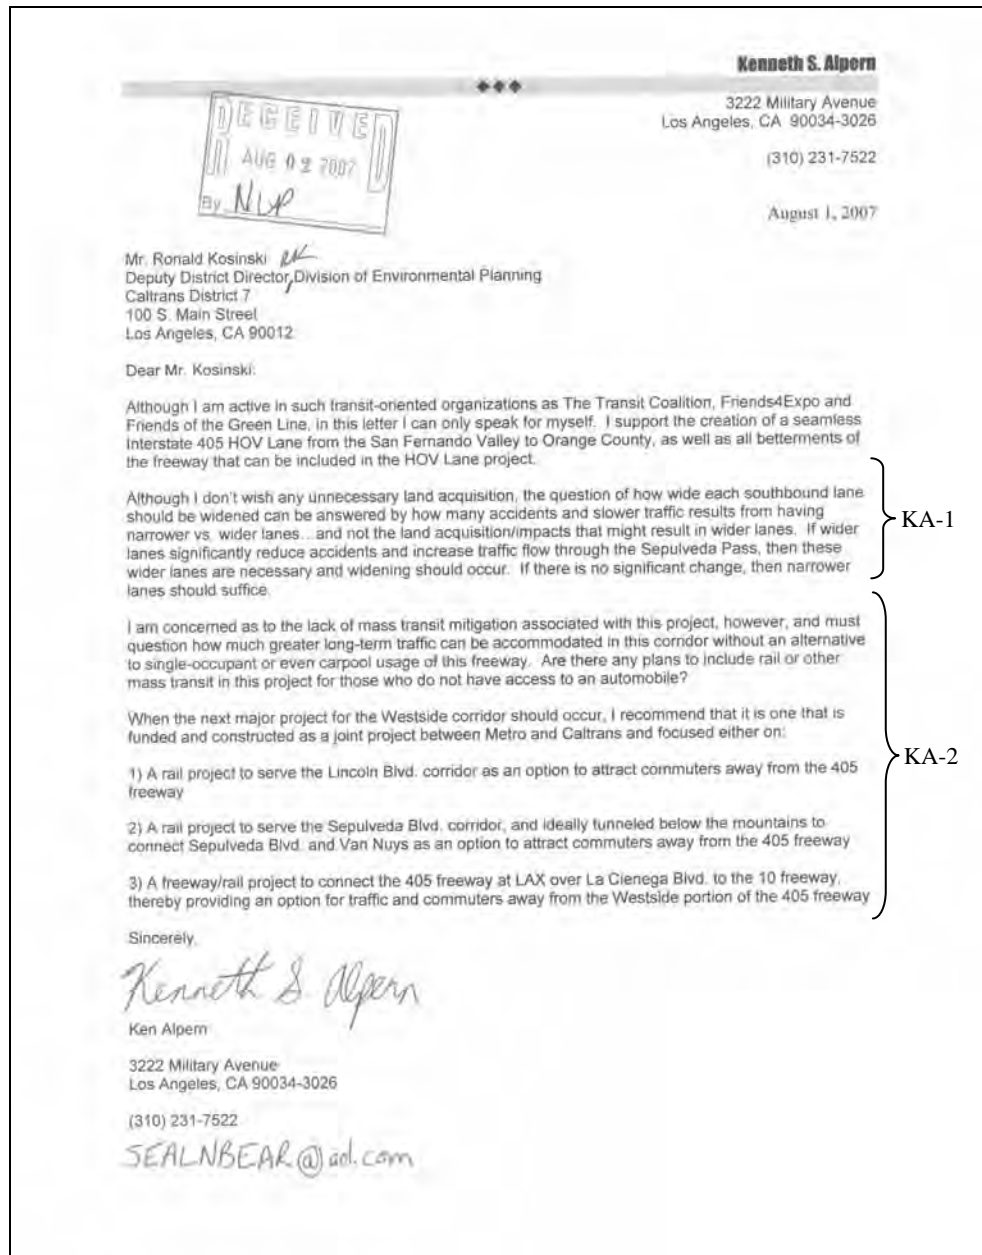 Kenneth S. Alpern
3222 Military Avenue
Los Angeles, CA 90034-3026
(310) 231-7522
RECEIVED
AUG 02 2007
By
August 1, 2007
Mr. Ronald Kosinski
Deputy District Director, Division of Environmental Planning
Caltrans District 7
100 S. Main Street
Los Angeles, CA 90012
Dear Mr. Kosinski:
Although I am active in such transit-oriented organizations as The Transit Coalition, Friends4Expo and
Friends of the Green Line, in this letter I can only speak for myself. I support the creation of a seamless
Interstate 405 HOV Lane from the San Fernando Valley to Orange County, as well as all betterments of
the freeway that can be included in the HOV Lane project.
Although I don't wish any unnecessary land acquisition, the question of how wide each southbound lane
should be widened can be answered by how many accidents and slower traffic results from having
narrower vs. wider lanes...and not the land acquisition/impacts that might result in wider lanes. If wider
lanes significantly reduce accidents and increase traffic flow through the Sepulveda Pass, then these
wider lanes are necessary and widening should occur. If there is no significant change, then narrower
lanes should suffice.
KA-1
I am concerned as to the lack of mass transit mitigation associated with this project, however, and must
question how much greater long-term traffic can be accommodated in this corridor without an alternative
to single-occupant or even carpool usage of this freeway. Are there any plans to include rail or other
mass transit in this project for those who do not have access to an automobile?
When the next major project for the Westside corridor should occur, I recommend that it is one that is
funded and constructed as a joint project between Metro and Caltrans and focused either on:
1) A rail project to serve the Lincoln Blvd. corridor as an option to attract commuters away from the 405
freeway
2) A rail project to serve the Sepulveda Blvd. corridor, and ideally tunneled below the mountains to
connect Sepulveda Blvd. and Van Nuys as an option to attract commuters away from the 405 freeway
3) A freeway/rail project to connect the 405 freeway at LAX over La Cienega Blvd. to the 10 freeway,
thereby providing an option for traffic and commuters away from the Westside portion of the 405 freeway
KA-2
Sincerely,
Kenneth S. Alpern
Ken Alpern
3222 Military Avenue
Los Angeles, CA 90034-3026
(310) 231-7522
SEALNBEAR@aol.com